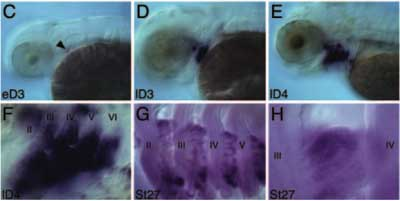 C D E
eD3 lD3 lD4
F II III IV V VI G II III IV V H III IV
lD4 St27 St27